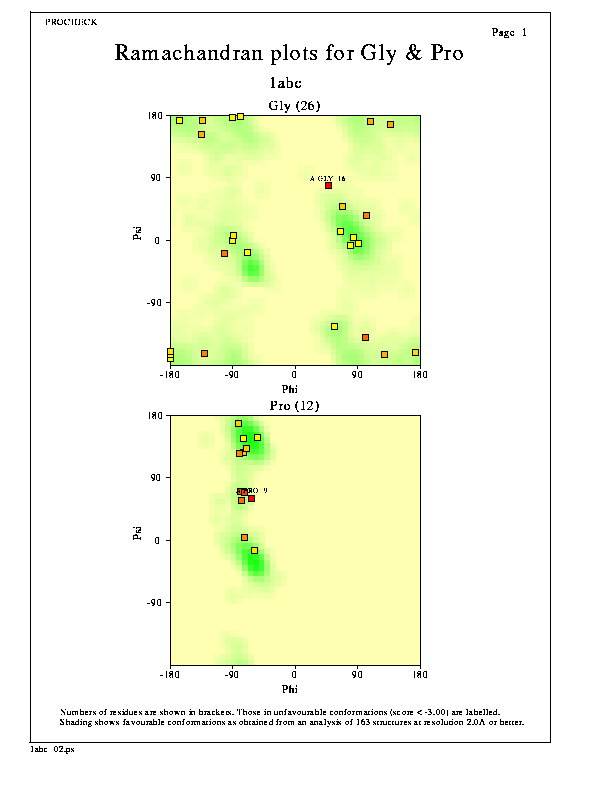 PROCHECK
Page 1
Ramachandran plots for Gly & Pro
1abc
Gly (26)
180
90
0
-90
-180 -90 0 90 180
Psi
Phi
A GLY 16
Pro (12)
180
90
0
-90
-180 -90 0 90 180
Psi
Phi
9
Numbers of residues are shown in brackets. Those in unfavourable conformations (score < -3.00) are labelled.
Shading shows favourable conformations as obtained from an analysis of 163 structures at resolution 2.0A or better.
1abc_02.ps